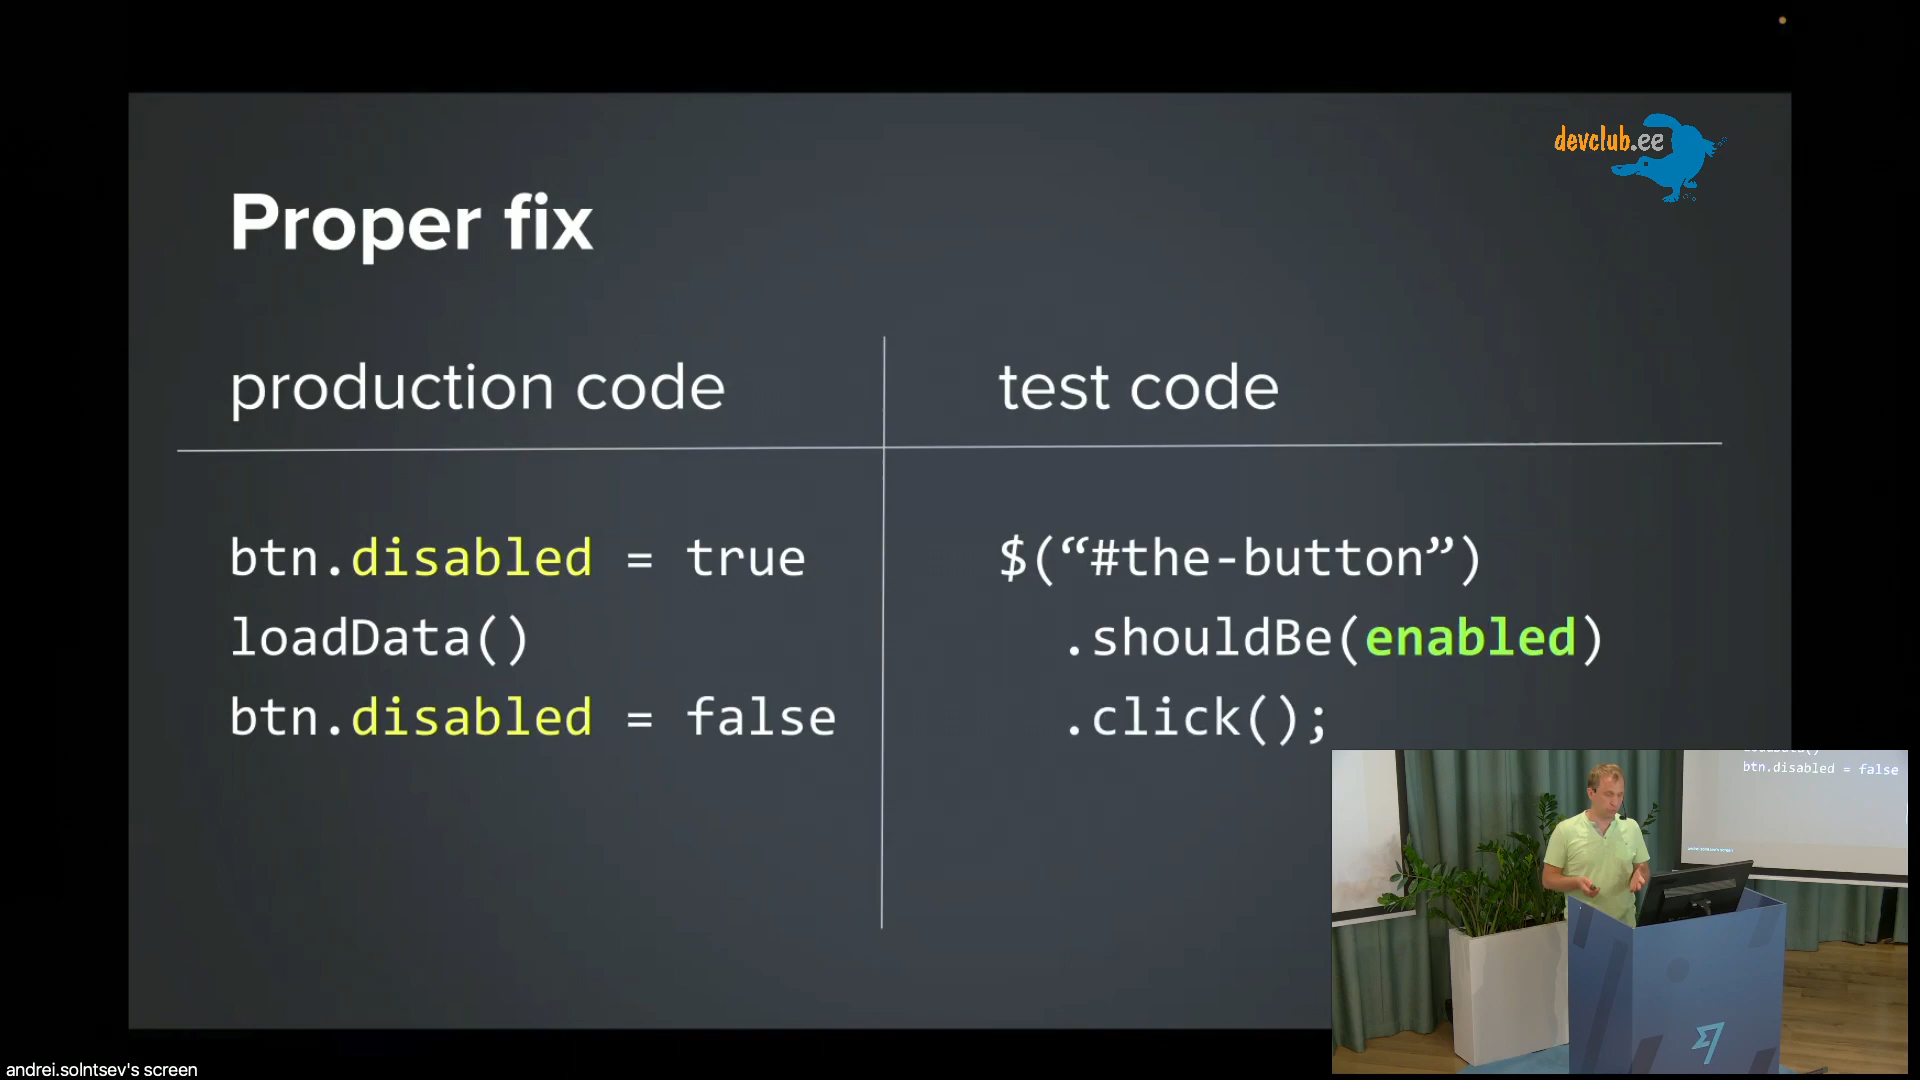 devclub.ee
Proper fix
production code
test code
btn.disabled = true
loadData()
btn.disabled = false
$(“#the-button”)
.shouldBe(enabled)
.click();
btn.disabled = false
andrei.solntsev's screen